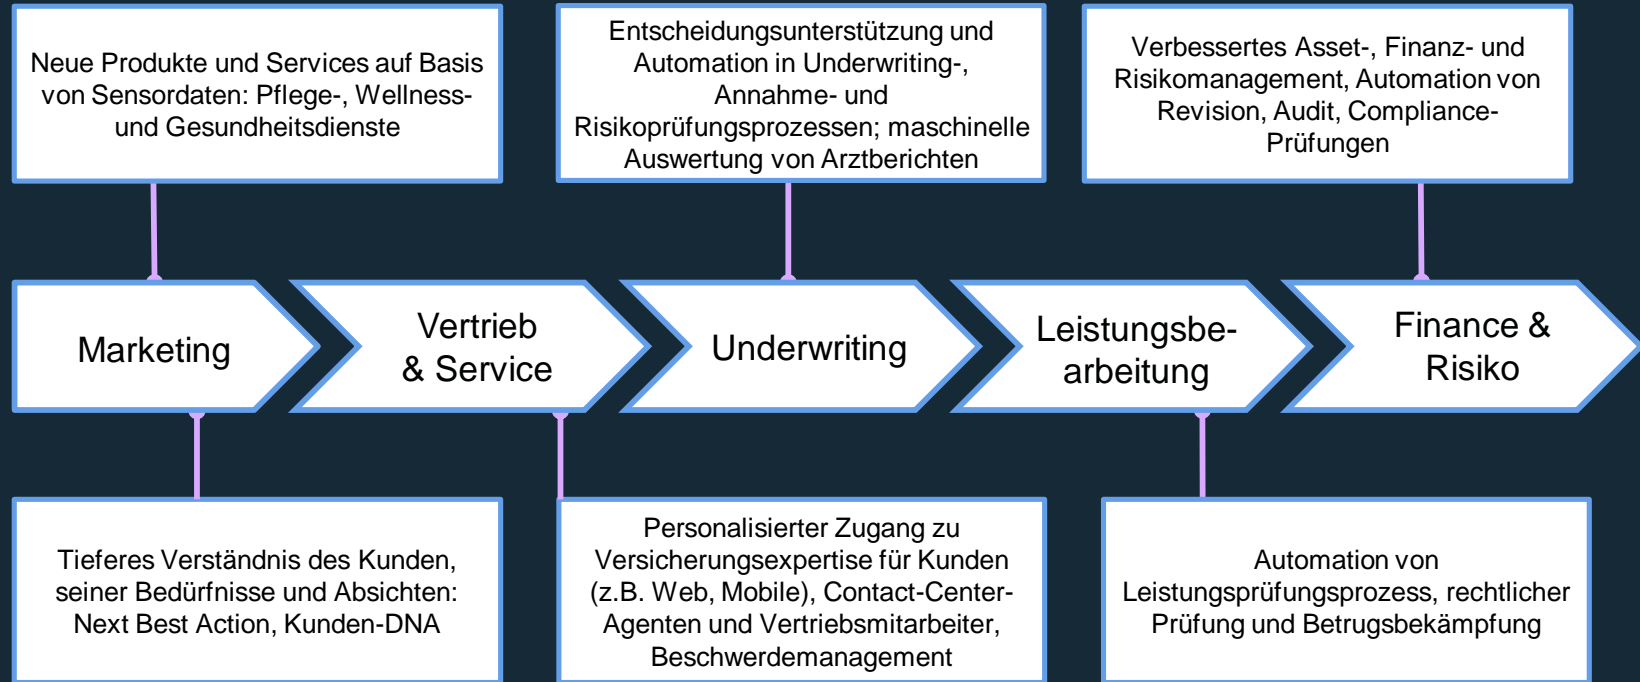 Neue Produkte und Services auf Basis
von Sensordaten: Pflege-, Wellness-
und Gesundheitsdienste
Entscheidungsunterstützung und
Automation in Underwriting-,
Annahme- und
Risikoprüfungsprozessen; maschinelle
Auswertung von Arztberichten
Verbessertes Asset-, Finanz- und
Risikomanagement, Automation von
Revision, Audit, Compliance-
Prüfungen
Marketing
Vertrieb
& Service
Underwriting
Leistungsbe-
arbeitung
Finance &
Risiko
Tieferes Verständnis des Kunden,
seiner Bedürfnisse und Absichten:
Next Best Action, Kunden-DNA
Personalisierter Zugang zu
Versicherungsexpertise für Kunden
(z.B. Web, Mobile), Contact-Center-
Agenten und Vertriebsmitarbeiter,
Beschwerdemanagement
Automation von
Leistungsprüfungsprozess, rechtlicher
Prüfung und Betrugsbekämpfung